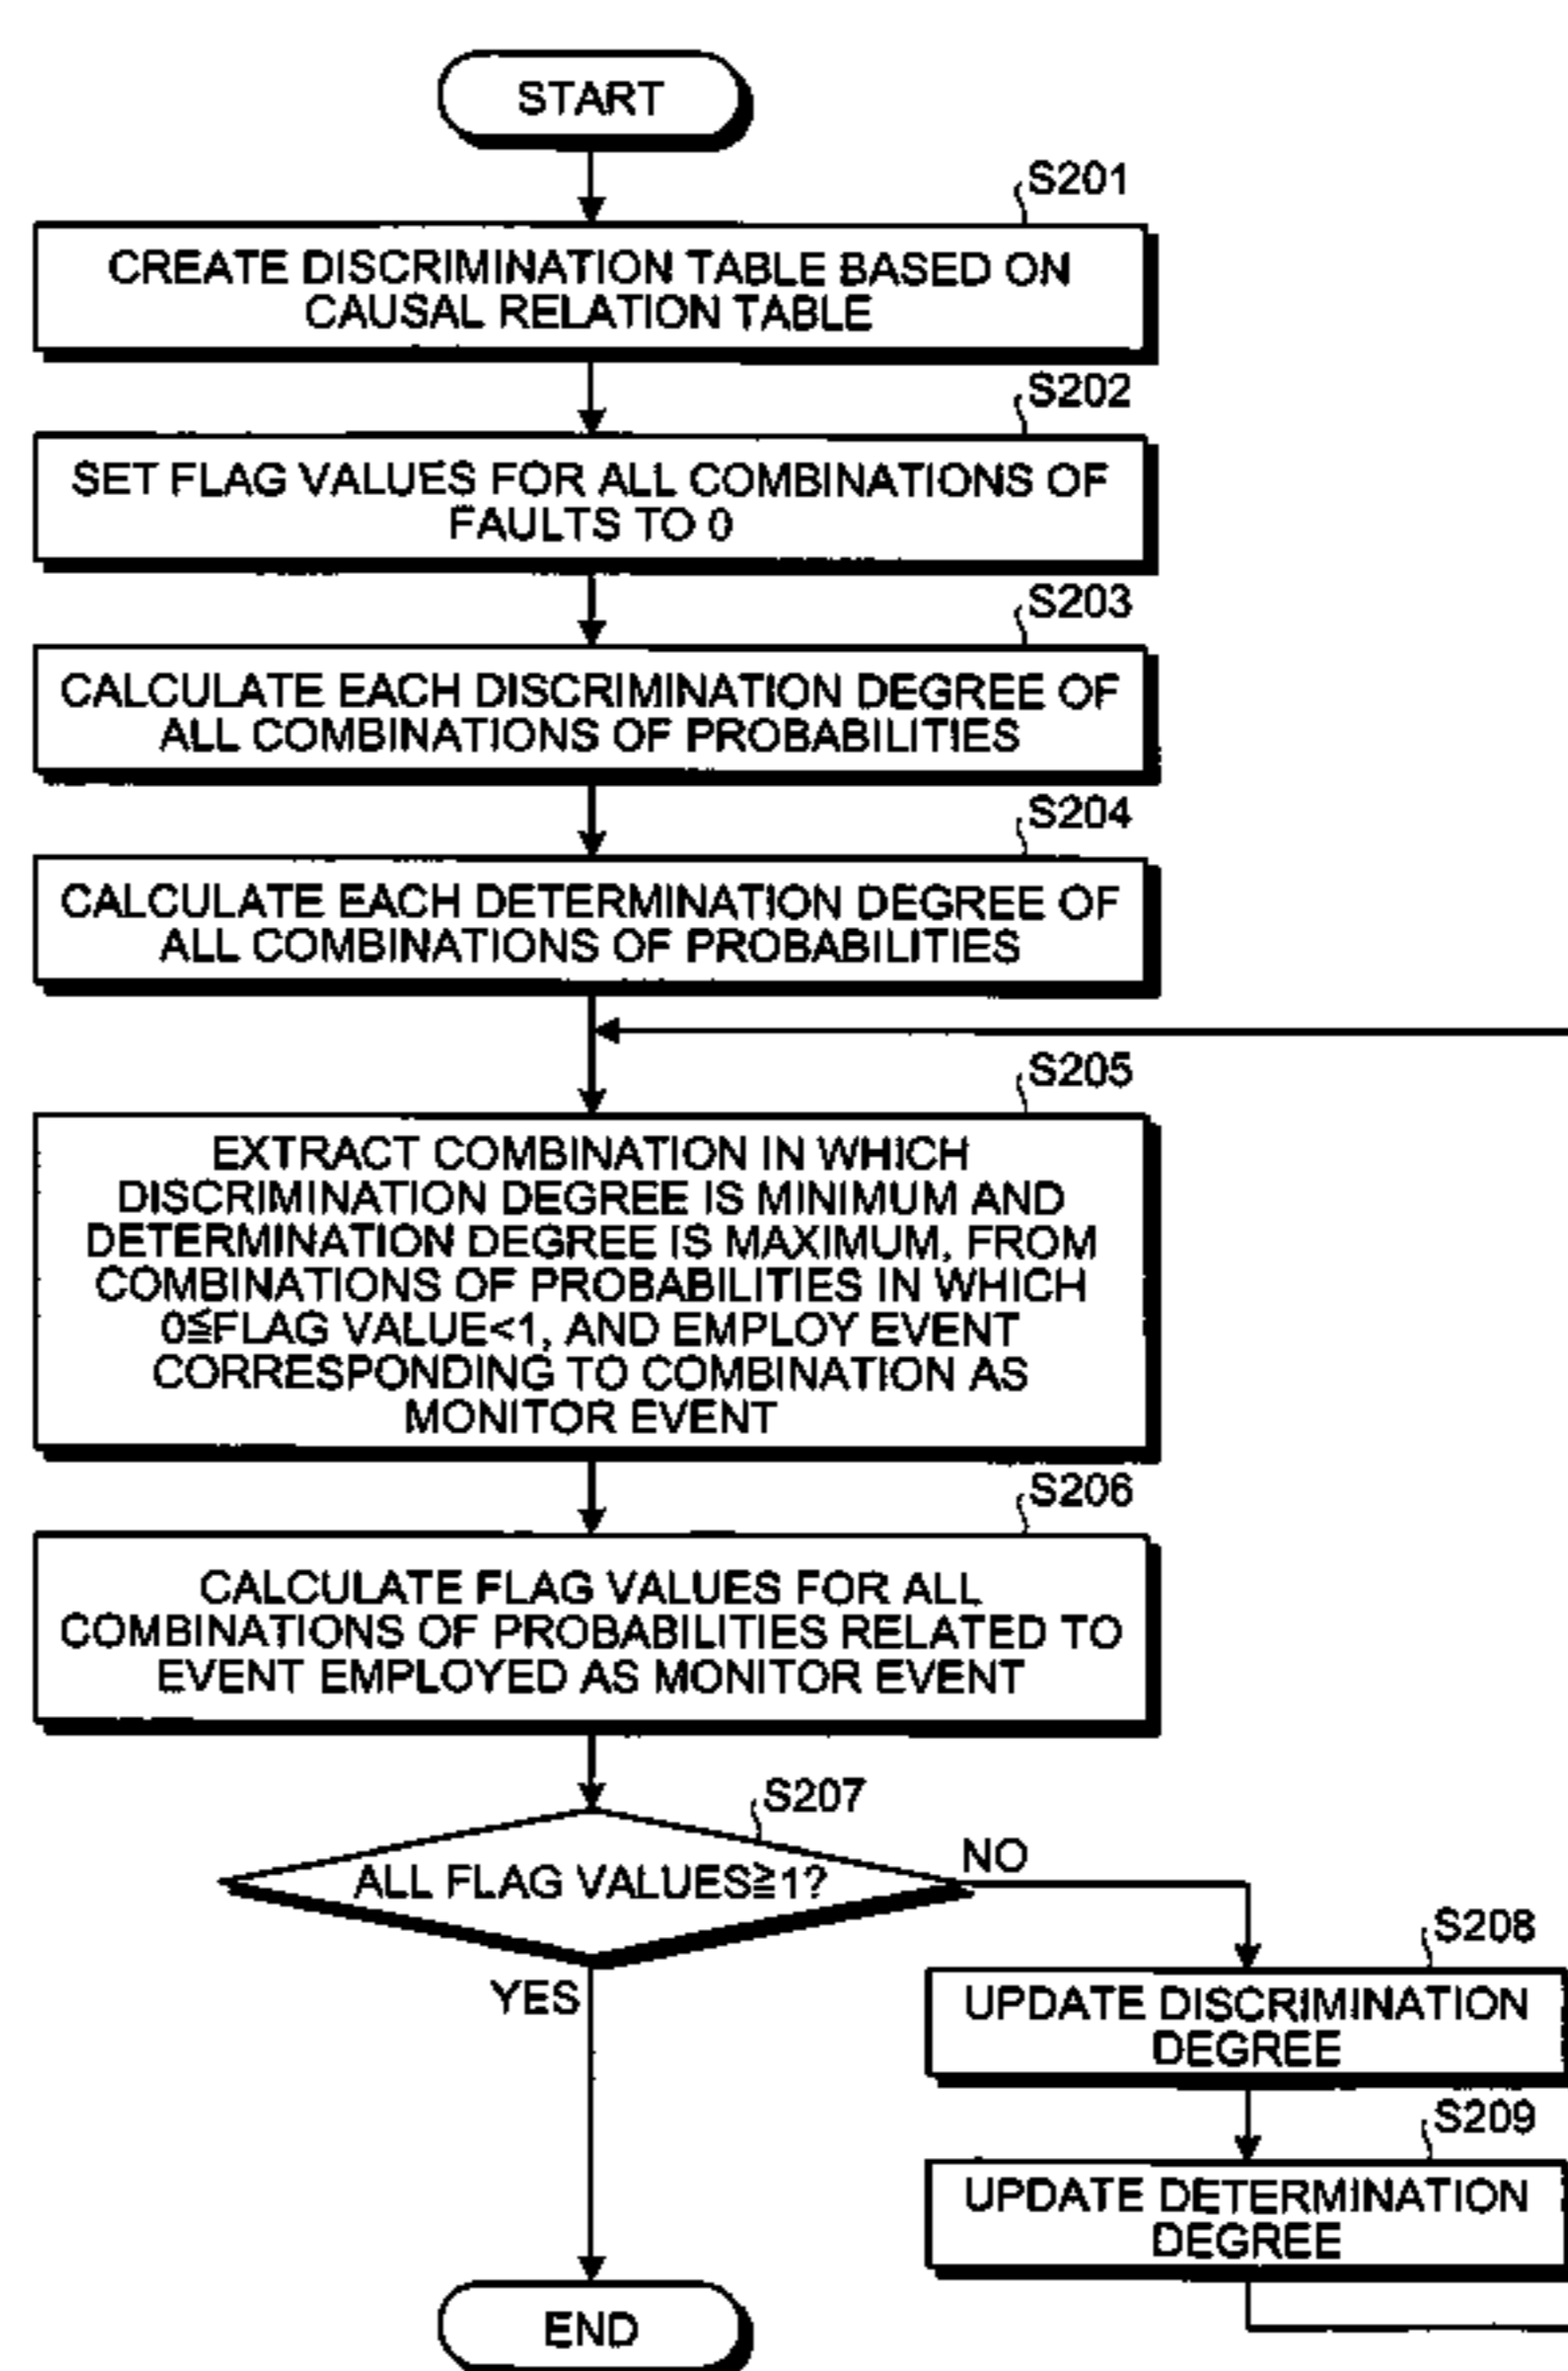 START
S201
CREATE DISCRIMINATION TABLE BASED ON
CAUSAL RELATION TABLE
S202
SET FLAG VALUES FOR ALL COMBINATIONS OF
FAULTS TO 0
S203
CALCULATE EACH DISCRIMINATION DEGREE OF
ALL COMBINATIONS OF PROBABILITIES
S204
CALCULATE EACH DETERMINATION DEGREE OF
ALL COMBINATIONS OF PROBABILITIES
S205
EXTRACT COMBINATION IN WHICH
DISCRIMINATION DEGREE IS MINIMUM AND
DETERMINATION DEGREE IS MAXIMUM, FROM
COMBINATIONS OF PROBABILITIES IN WHICH
0≦FLAG VALUE<1, AND EMPLOY EVENT
CORRESPONDING TO COMBINATION AS
MONITOR EVENT
S206
CALCULATE FLAG VALUES FOR ALL
COMBINATIONS OF PROBABILITIES RELATED TO
EVENT EMPLOYED AS MONITOR EVENT
S207
ALL FLAG VALUES≧1?
NO
YES
S208
UPDATE DISCRIMINATION
DEGREE
S209
UPDATE DETERMINATION
DEGREE
END